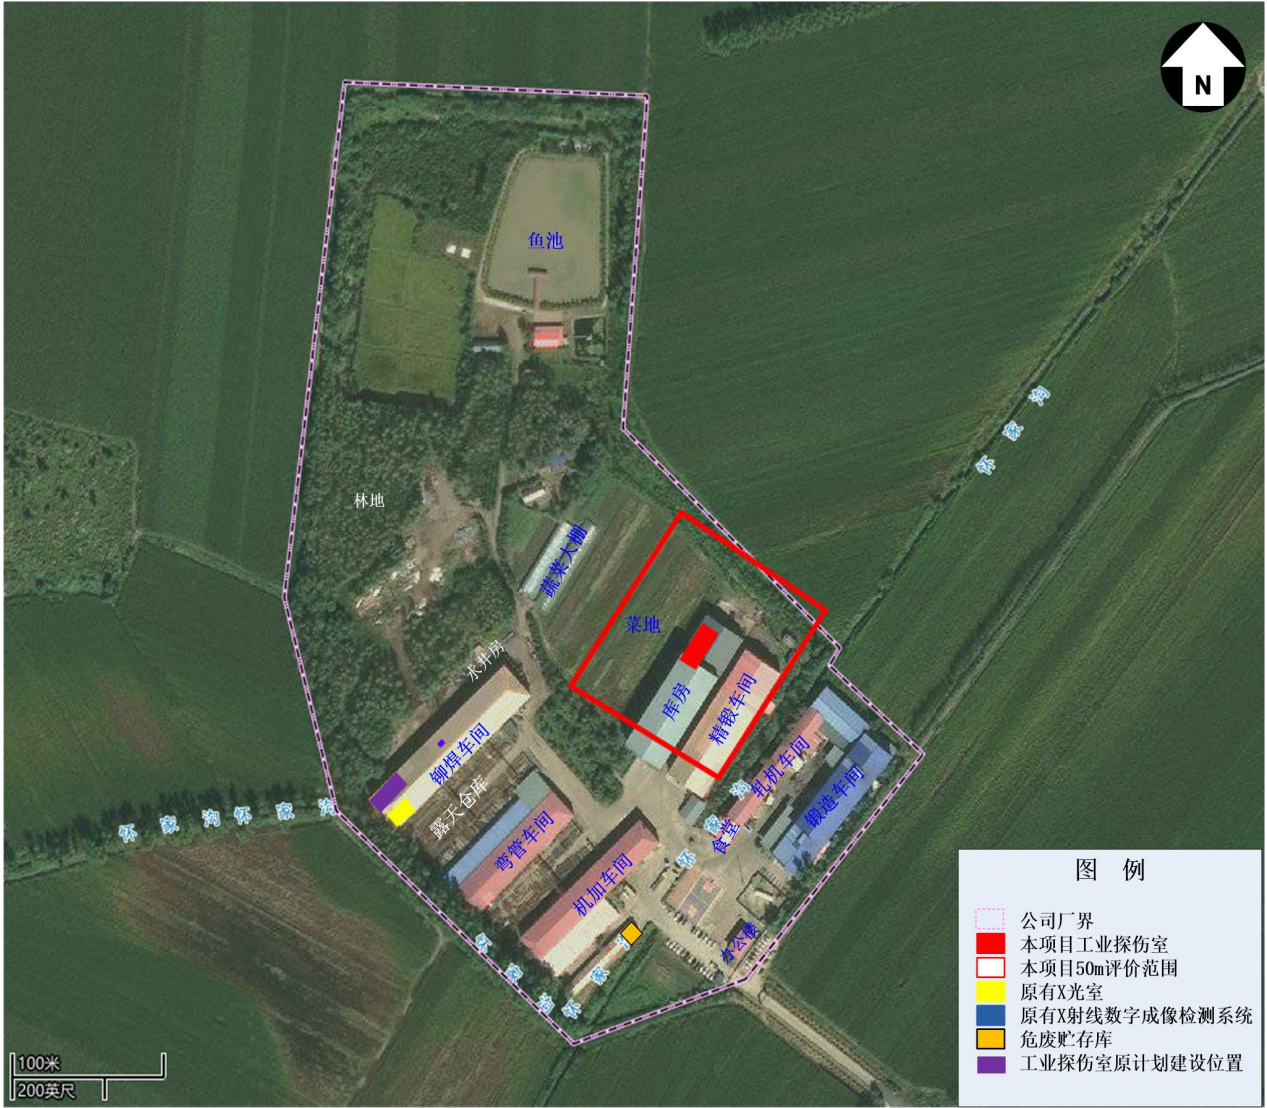 N
鱼池
怀家沟
林地
蔬菜大棚
菜地
水井房
库房
精锻车间
铆焊车间
轧机车间
锻造车间
露天仓库
怀家沟
怀家沟
怀家沟
食堂
弯管车间
机加车间
办公楼
怀家沟
怀家沟
图 例
公司厂界
本项目工业探伤室
本项目50m评价范围
原有X光室
原有X射线数字成像检测系统
危废贮存库
工业探伤室原计划建设位置
100米
200英尺